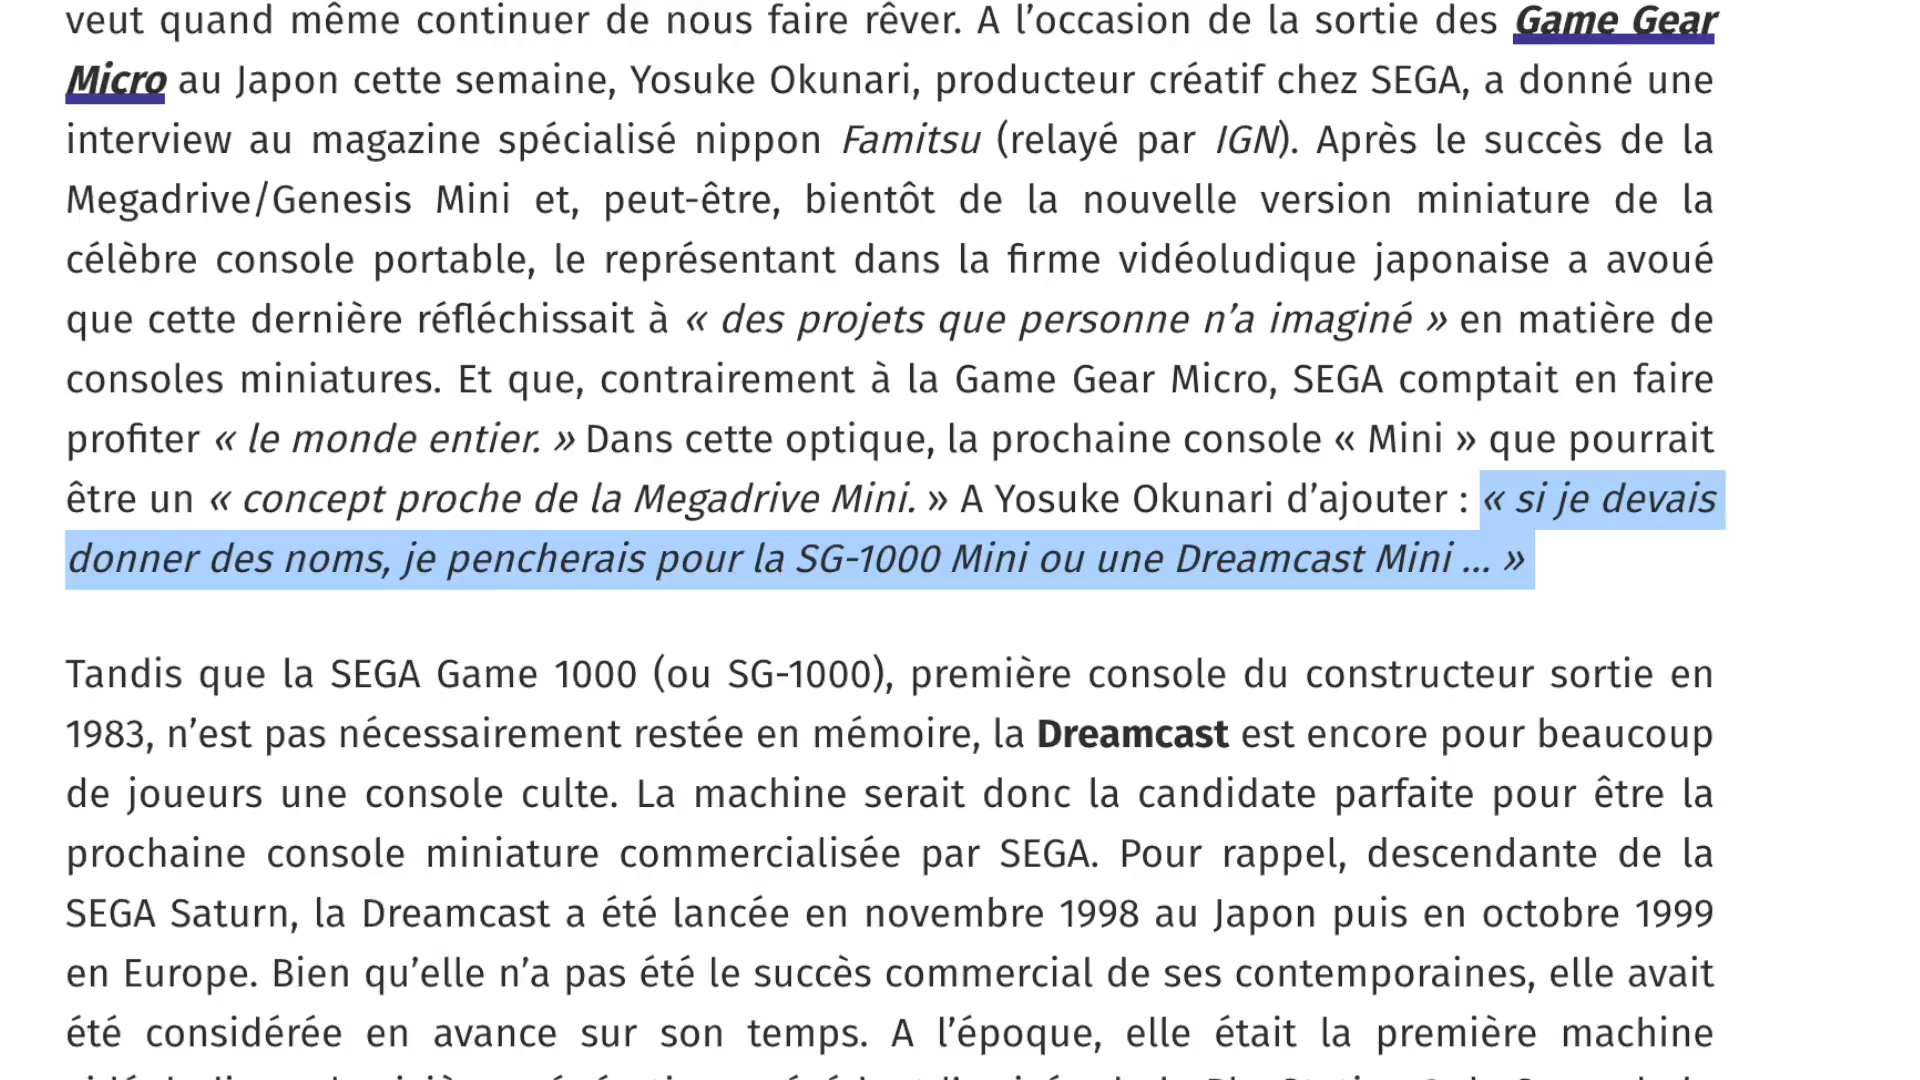 veut quand même continuer de nous faire rêver. A l’occasion de la sortie des Game Gear
Micro au Japon cette semaine, Yosuke Okunari, producteur créatif chez SEGA, a donné une
interview au magazine spécialisé nippon Famitsu (relayé par IGN). Après le succès de la
Megadrive/Genesis Mini et, peut-être, bientôt de la nouvelle version miniature de la
célèbre console portable, le représentant dans la firme vidéoludique japonaise a avoué
que cette dernière réfléchissait à « des projets que personne n’a imaginé » en matière de
consoles miniatures. Et que, contrairement à la Game Gear Micro, SEGA comptait en faire
profiter « le monde entier. » Dans cette optique, la prochaine console « Mini » que pourrait
être un « concept proche de la Megadrive Mini. » A Yosuke Okunari d’ajouter : « si je devais
donner des noms, je pencherais pour la SG-1000 Mini ou une Dreamcast Mini ... »
Tandis que la SEGA Game 1000 (ou SG-1000), première console du constructeur sortie en
1983, n’est pas nécessairement restée en mémoire, la Dreamcast est encore pour beaucoup
de joueurs une console culte. La machine serait donc la candidate parfaite pour être la
prochaine console miniature commercialisée par SEGA. Pour rappel, descendante de la
SEGA Saturn, la Dreamcast a été lancée en novembre 1998 au Japon puis en octobre 1999
en Europe. Bien qu’elle n’a pas été le succès commercial de ses contemporaines, elle avait
été considérée en avance sur son temps. A l’époque, elle était la première machine